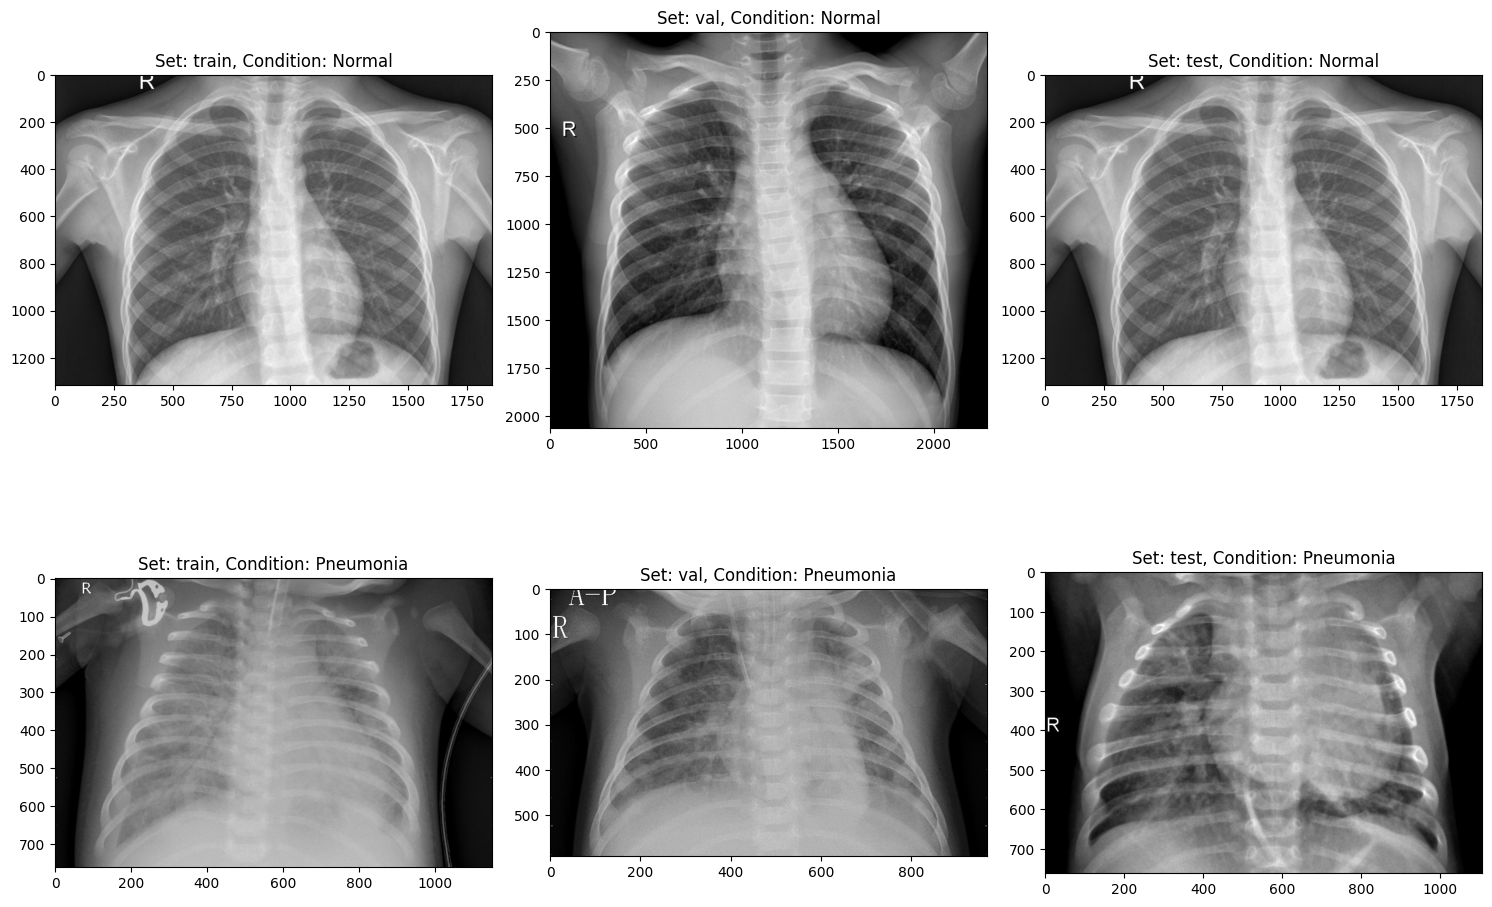 Set: train, Condition: Normal
R
0
200
400
600
800
1000
1200
0 250 500 750 1000 1250 1500 1750
Set: val, Condition: Normal
R
0
250
500
750
1000
1250
1500
1750
2000
0 500 1000 1500 2000
Set: test, Condition: Normal
R
0
200
400
600
800
1000
1200
0 250 500 750 1000 1250 1500 1750
Set: train, Condition: Pneumonia
R
0
100
200
300
400
500
600
700
0 200 400 600 800 1000
Set: val, Condition: Pneumonia
A-P
R
0
100
200
300
400
500
0 200 400 600 800
Set: test, Condition: Pneumonia
R
0
100
200
300
400
500
600
700
0 200 400 600 800 1000